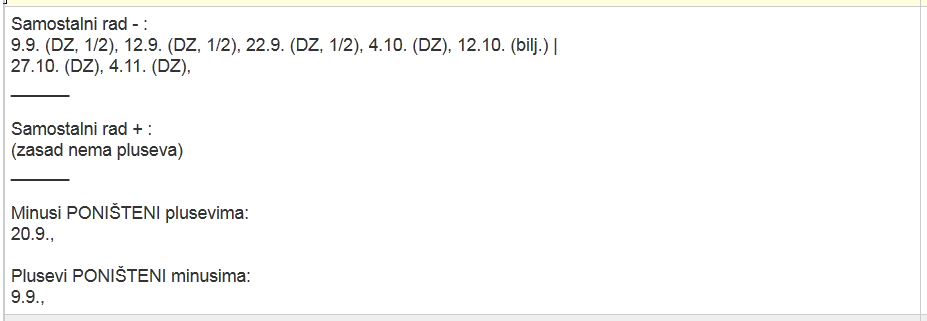 Samostalni rad - :
9.9. (DZ, 1/2), 12.9. (DZ, 1/2), 22.9. (DZ, 1/2), 4.10. (DZ), 12.10. (bilj.) |
27.10. (DZ), 4.11. (DZ),
______
Samostalni rad + :
(zasad nema pluseva)
______
Minusi PONIŠTENI plusevima:
20.9.,
Plusevi PONIŠTENI minusima:
9.9.,